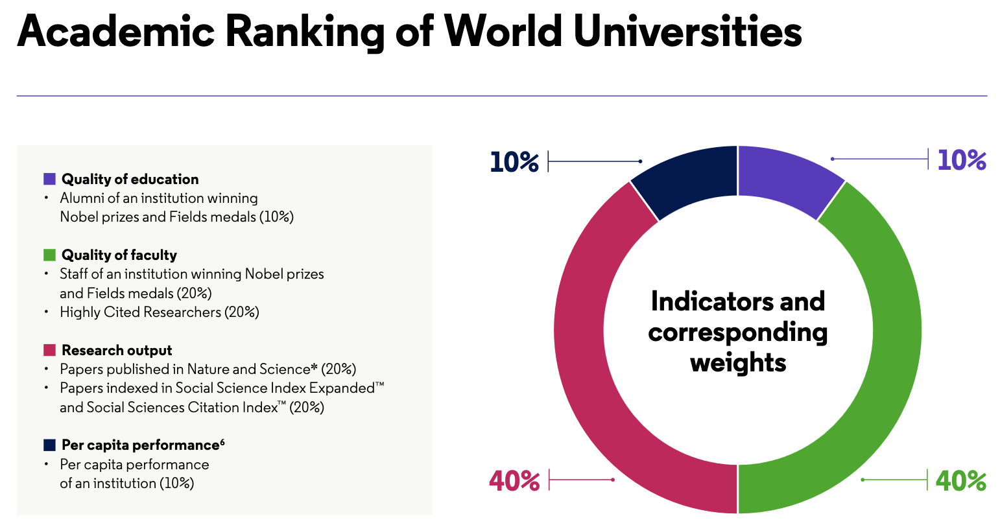 Academic Ranking of World Universities
Quality of education
• Alumni of an institution winning
Nobel prizes and Fields medals (10%)
Quality of faculty
• Staff of an institution winning Nobel prizes
and Fields medals (20%)
• Highly Cited Researchers (20%)
Research output
• Papers published in Nature and Science* (20%)
• Papers indexed in Social Science Index Expanded™
and Social Sciences Citation Index™ (20%)
Per capita performance⁶
• Per capita performance
of an institution (10%)
10%
10%
Indicators and
corresponding
weights
40%
40%